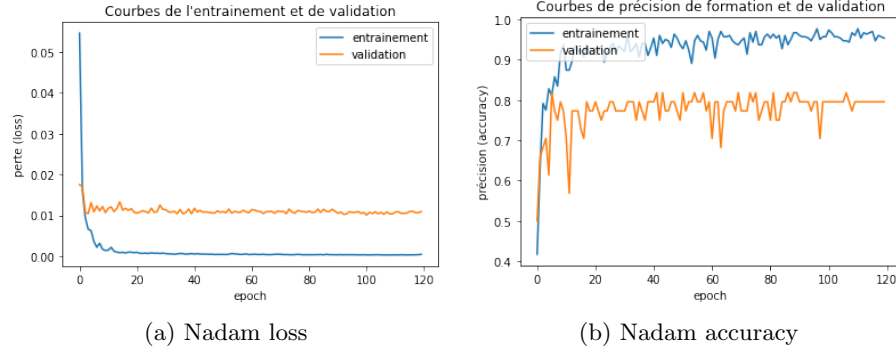 Courbes de l'entrainement et de validation
entrainement
validation
perte (loss)
0.05
0.04
0.03
0.02
0.01
0.00
0 20 40 60 80 100 120
epoch
(a) Nadam loss
Courbes de précision de formation et de validation
entrainement
validation
précision (accuracy)
1.0
0.9
0.8
0.7
0.6
0.5
0.4
0 20 40 60 80 100 120
epoch
(b) Nadam accuracy